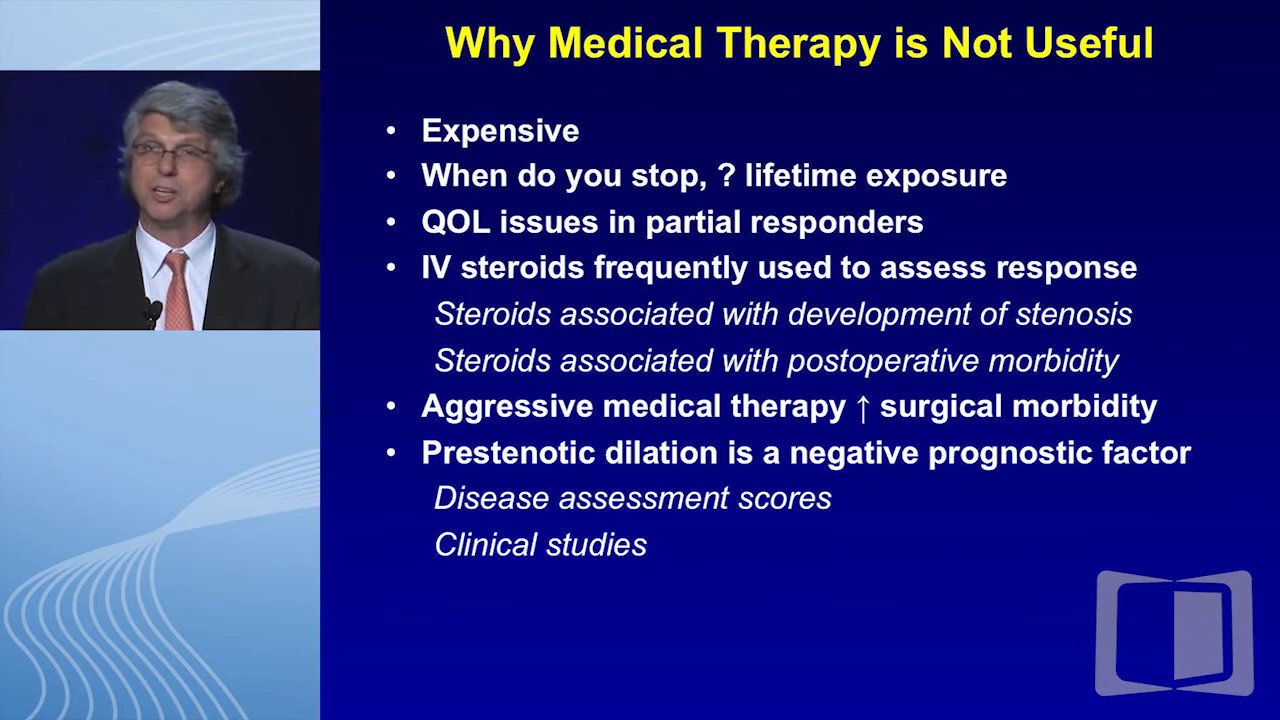 Why Medical Therapy is Not Useful
• Expensive
• When do you stop, ? lifetime exposure
• QOL issues in partial responders
• IV steroids frequently used to assess response
Steroids associated with development of stenosis
Steroids associated with postoperative morbidity
• Aggressive medical therapy ↑ surgical morbidity
• Prestenotic dilation is a negative prognostic factor
Disease assessment scores
Clinical studies